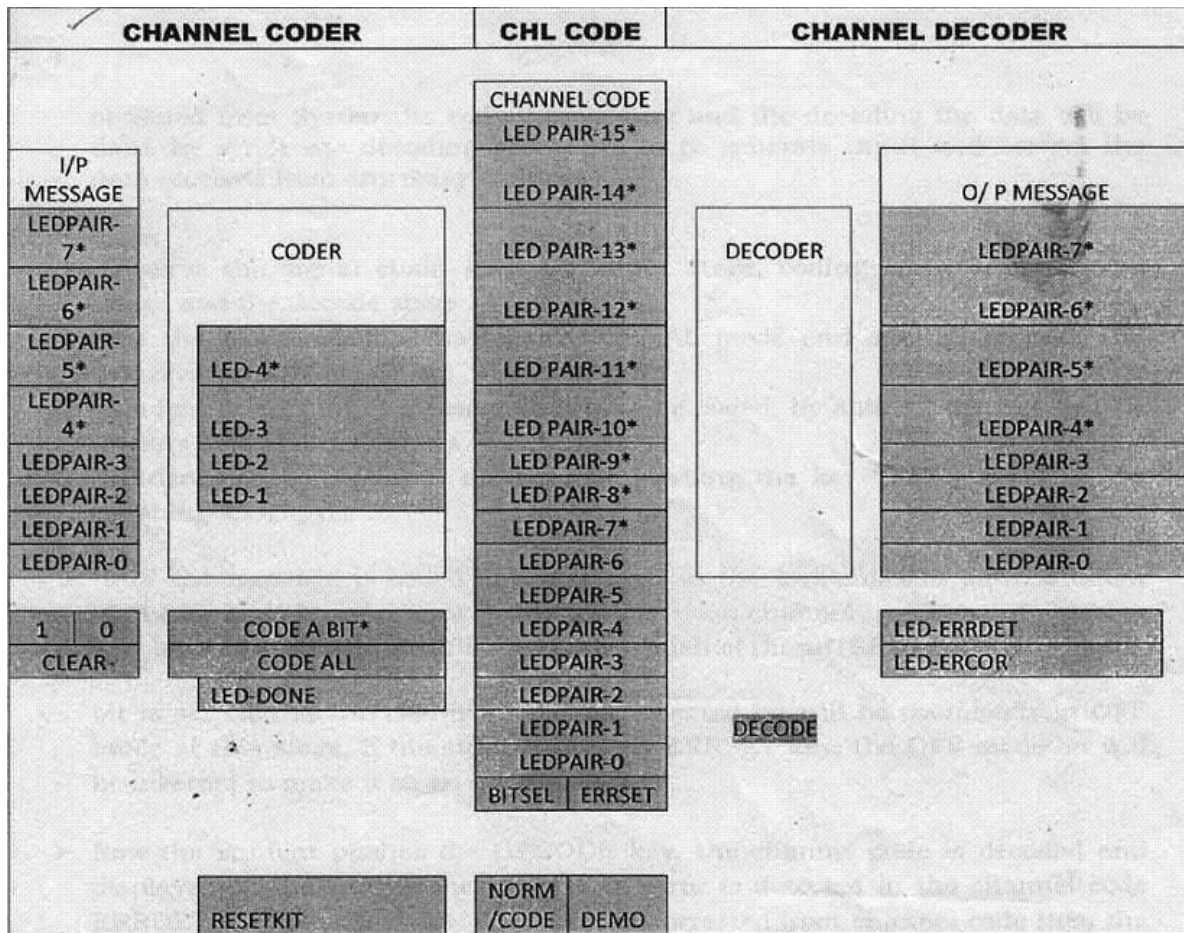 CHANNEL CODER
CHL CODE
CHANNEL DECODER
I/P
MESSAGE
LEDPAIR-
7*
LEDPAIR-
6*
LEDPAIR-
5*
LEDPAIR-
4*
LEDPAIR-3
LEDPAIR-2
LEDPAIR-1
LEDPAIR-0
1 0
CLEAR-
CODER
LED-4*
LED-3
LED-2
LED-1
CODE A BIT*
CODE ALL
LED-DONE
RESETKIT
CHANNEL CODE
LED PAIR-15*
LED PAIR-14*
LED PAIR-13*
LED PAIR-12*
LED PAIR-11*
LED PAIR-10*
LED PAIR-9*
LED PAIR-8*
LEDPAIR-7*
LEDPAIR-6
LEDPAIR-5
LEDPAIR-4
LEDPAIR-3
LEDPAIR-2
LEDPAIR-1
LEDPAIR-0
BITSEL ERRSET
NORM
/CODE DEMO
DECODER
DECODE
O/ P MESSAGE
LEDPAIR-7*
LEDPAIR-6*
LEDPAIR-5*
LEDPAIR-4*
LEDPAIR-3
LEDPAIR-2
LEDPAIR-1
LEDPAIR-0
LED-ERRDET
LED-ERCOR